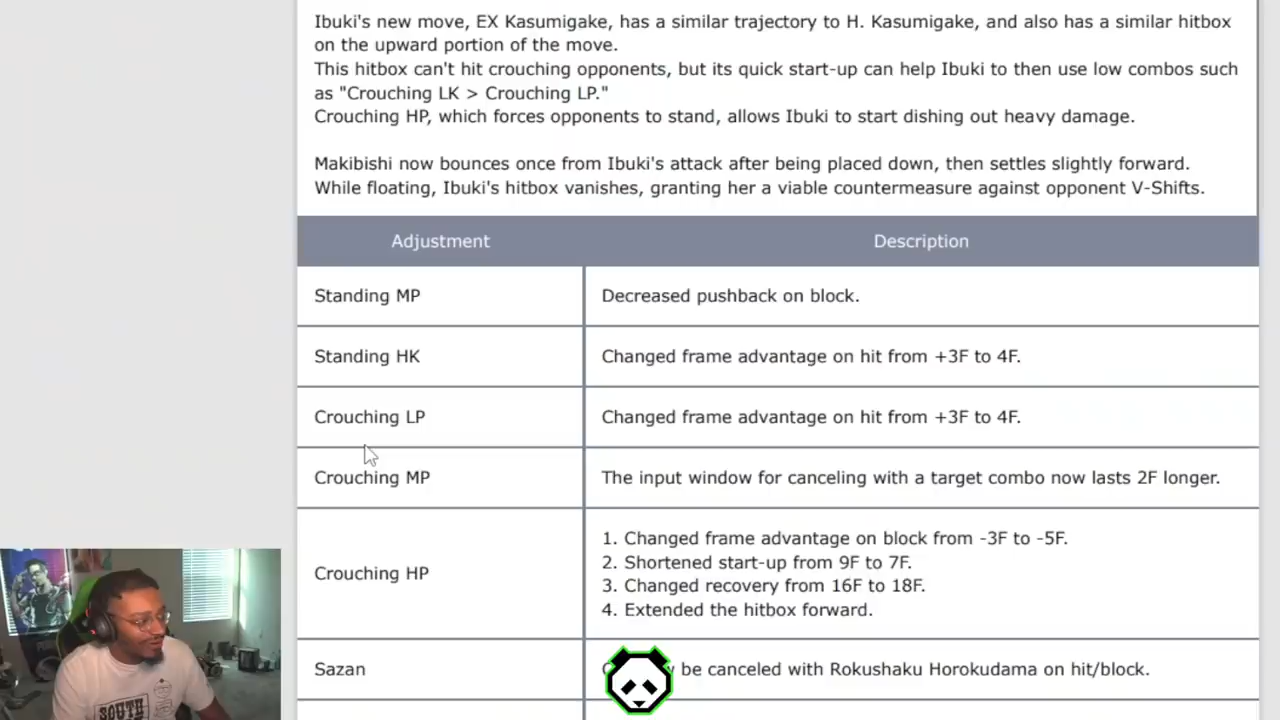 Ibuki's new move, EX Kasumigake, has a similar trajectory to H. Kasumigake, and also has a similar hitbox
on the upward portion of the move.
This hitbox can't hit crouching opponents, but its quick start-up can help Ibuki to then use low combos such
as "Crouching LK > Crouching LP."
Crouching HP, which forces opponents to stand, allows Ibuki to start dishing out heavy damage.
Makibishi now bounces once from Ibuki's attack after being placed down, then settles slightly forward.
While floating, Ibuki's hitbox vanishes, granting her a viable countermeasure against opponent V-Shifts.
Adjustment Description
Standing MP Decreased pushback on block.
Standing HK Changed frame advantage on hit from +3F to 4F.
Crouching LP Changed frame advantage on hit from +3F to 4F.
Crouching MP The input window for canceling with a target combo now lasts 2F longer.
Crouching HP
1. Changed frame advantage on block from -3F to -5F.
2. Shortened start-up from 9F to 7F.
3. Changed recovery from 16F to 18F.
4. Extended the hitbox forward.
Sazan be canceled with Rokushaku Horokudama on hit/block.
SOUTH